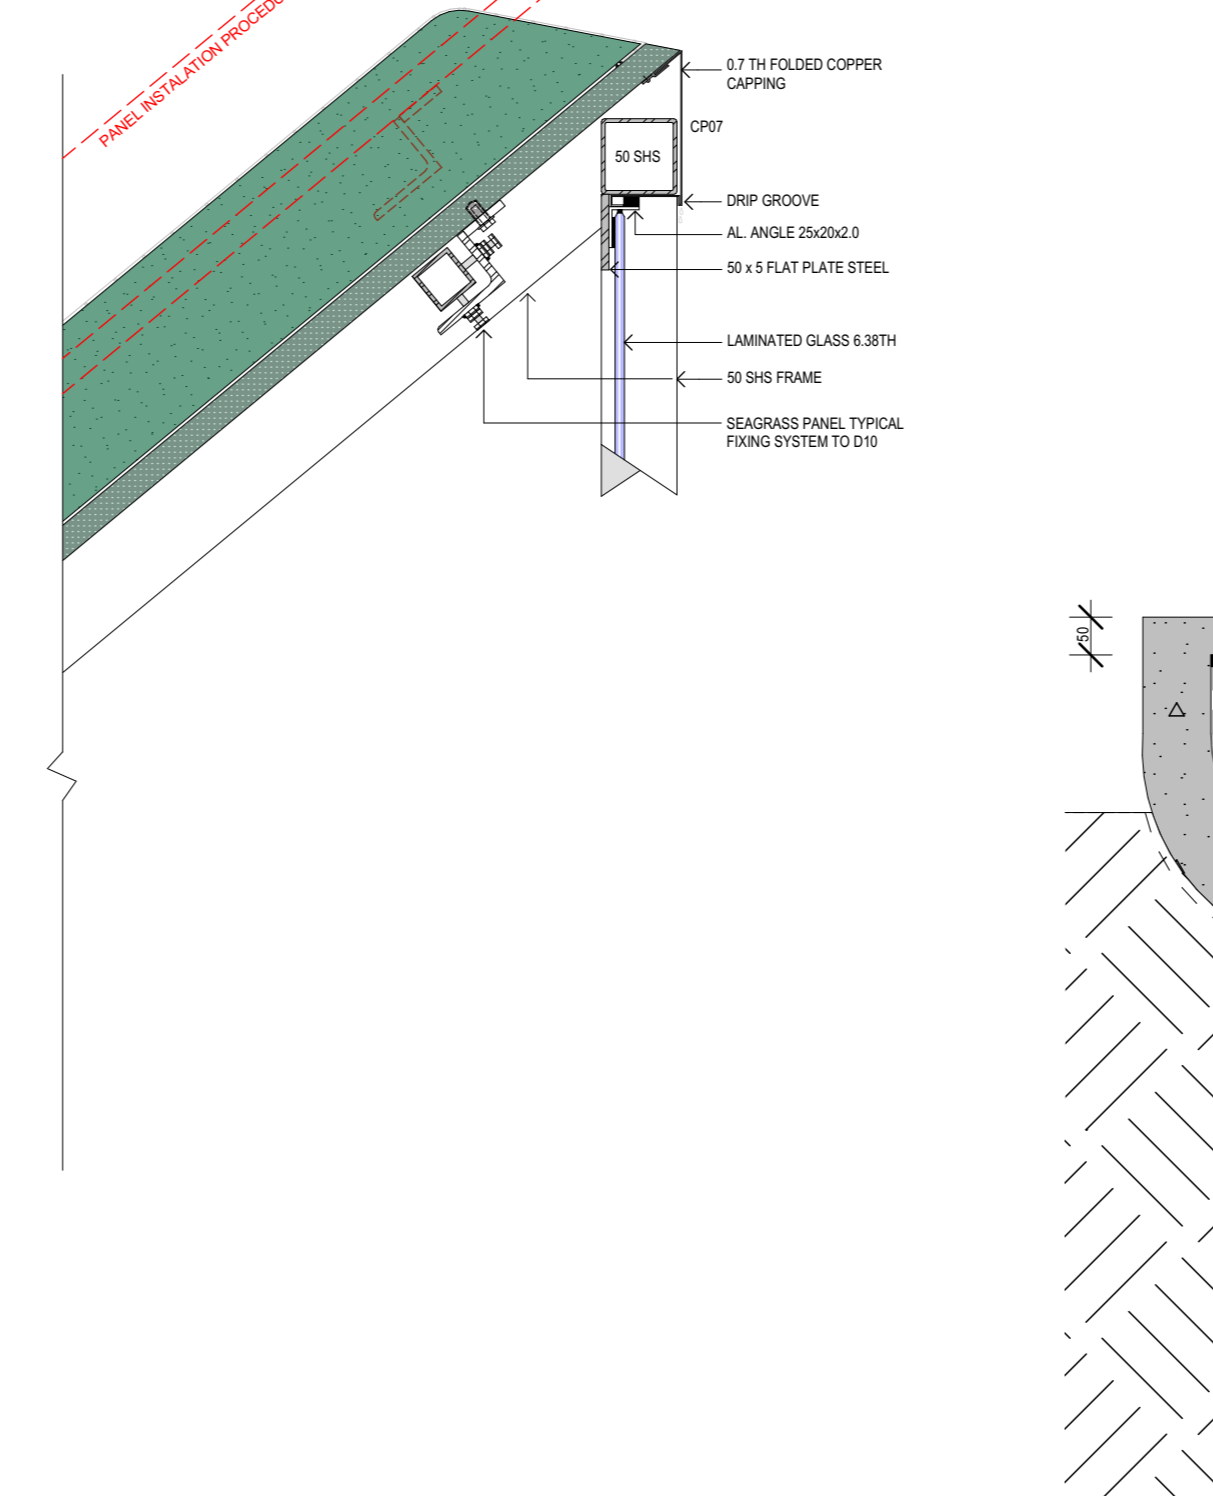 PANEL INSTALATION
0.7 TH FOLDED COPPER
CAPPING
CP07
50 SHS
DRIP GROOVE
AL. ANGLE 25x20x2.0
50 x 5 FLAT PLATE STEEL
LAMINATED GLASS 6.38TH
50 SHS FRAME
SEAGRASS PANEL TYPICAL
FIXING SYSTEM TO D10
50